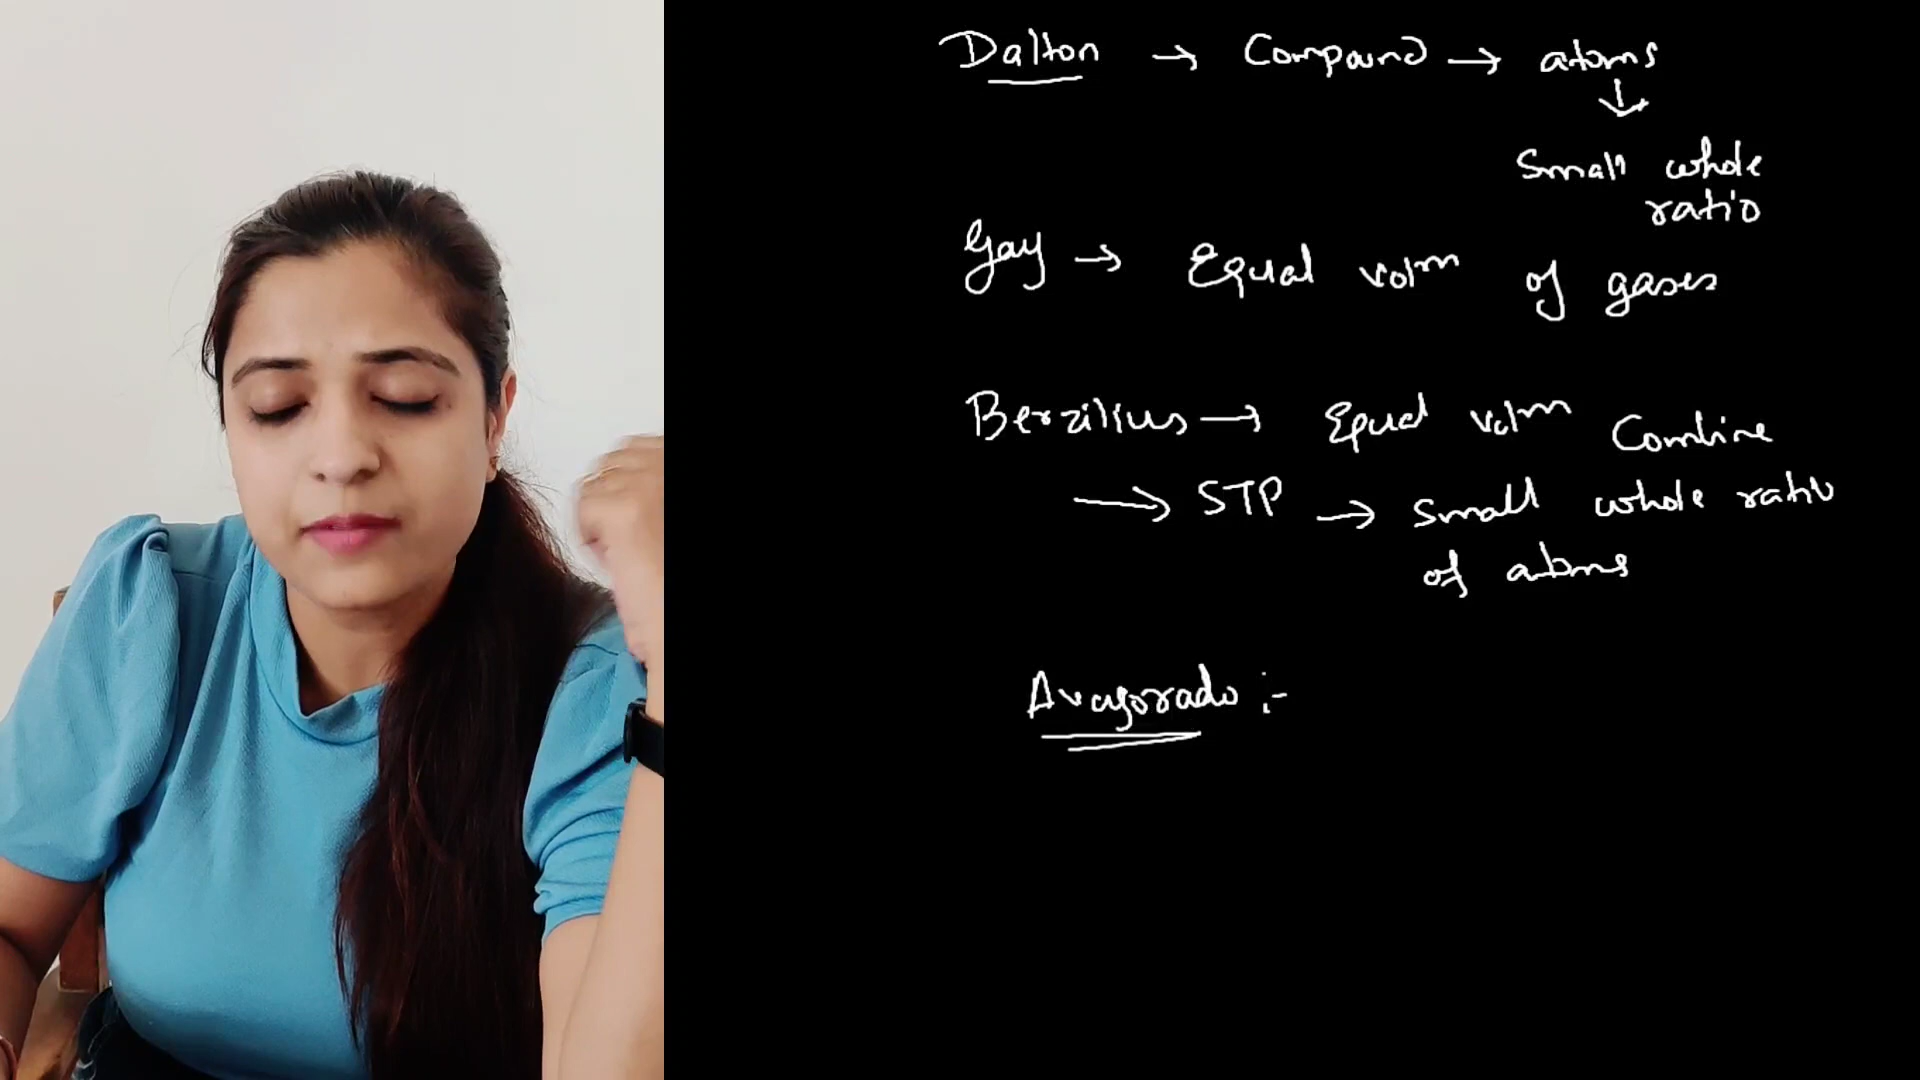 Dalton → Compound → atoms
↓
Small whole
ratio
Gay → Equal volm of gases
Berzilius → Equal volm Combine
→ STP → Small whole ratio
of atoms
Avagorado :-